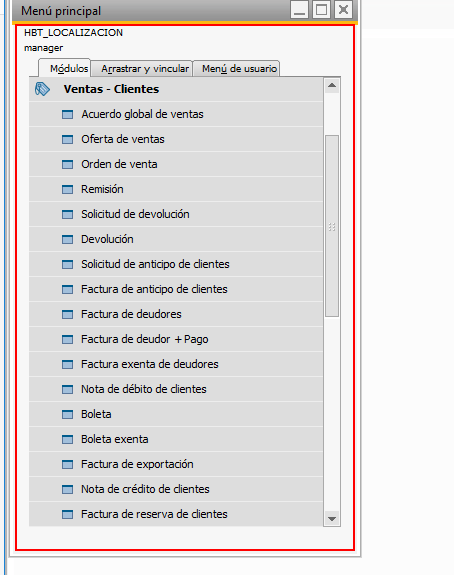 Menú principal
HBT_LOCALIZACION
manager
Módulos Arrastrar y vincular Menú de usuario
Ventas - Clientes
Acuerdo global de ventas
Oferta de ventas
Orden de venta
Remisión
Solicitud de devolución
Devolución
Solicitud de anticipo de clientes
Factura de anticipo de clientes
Factura de deudores
Factura de deudor + Pago
Factura exenta de deudores
Nota de débito de clientes
Boleta
Boleta exenta
Factura de exportación
Nota de crédito de clientes
Factura de reserva de clientes